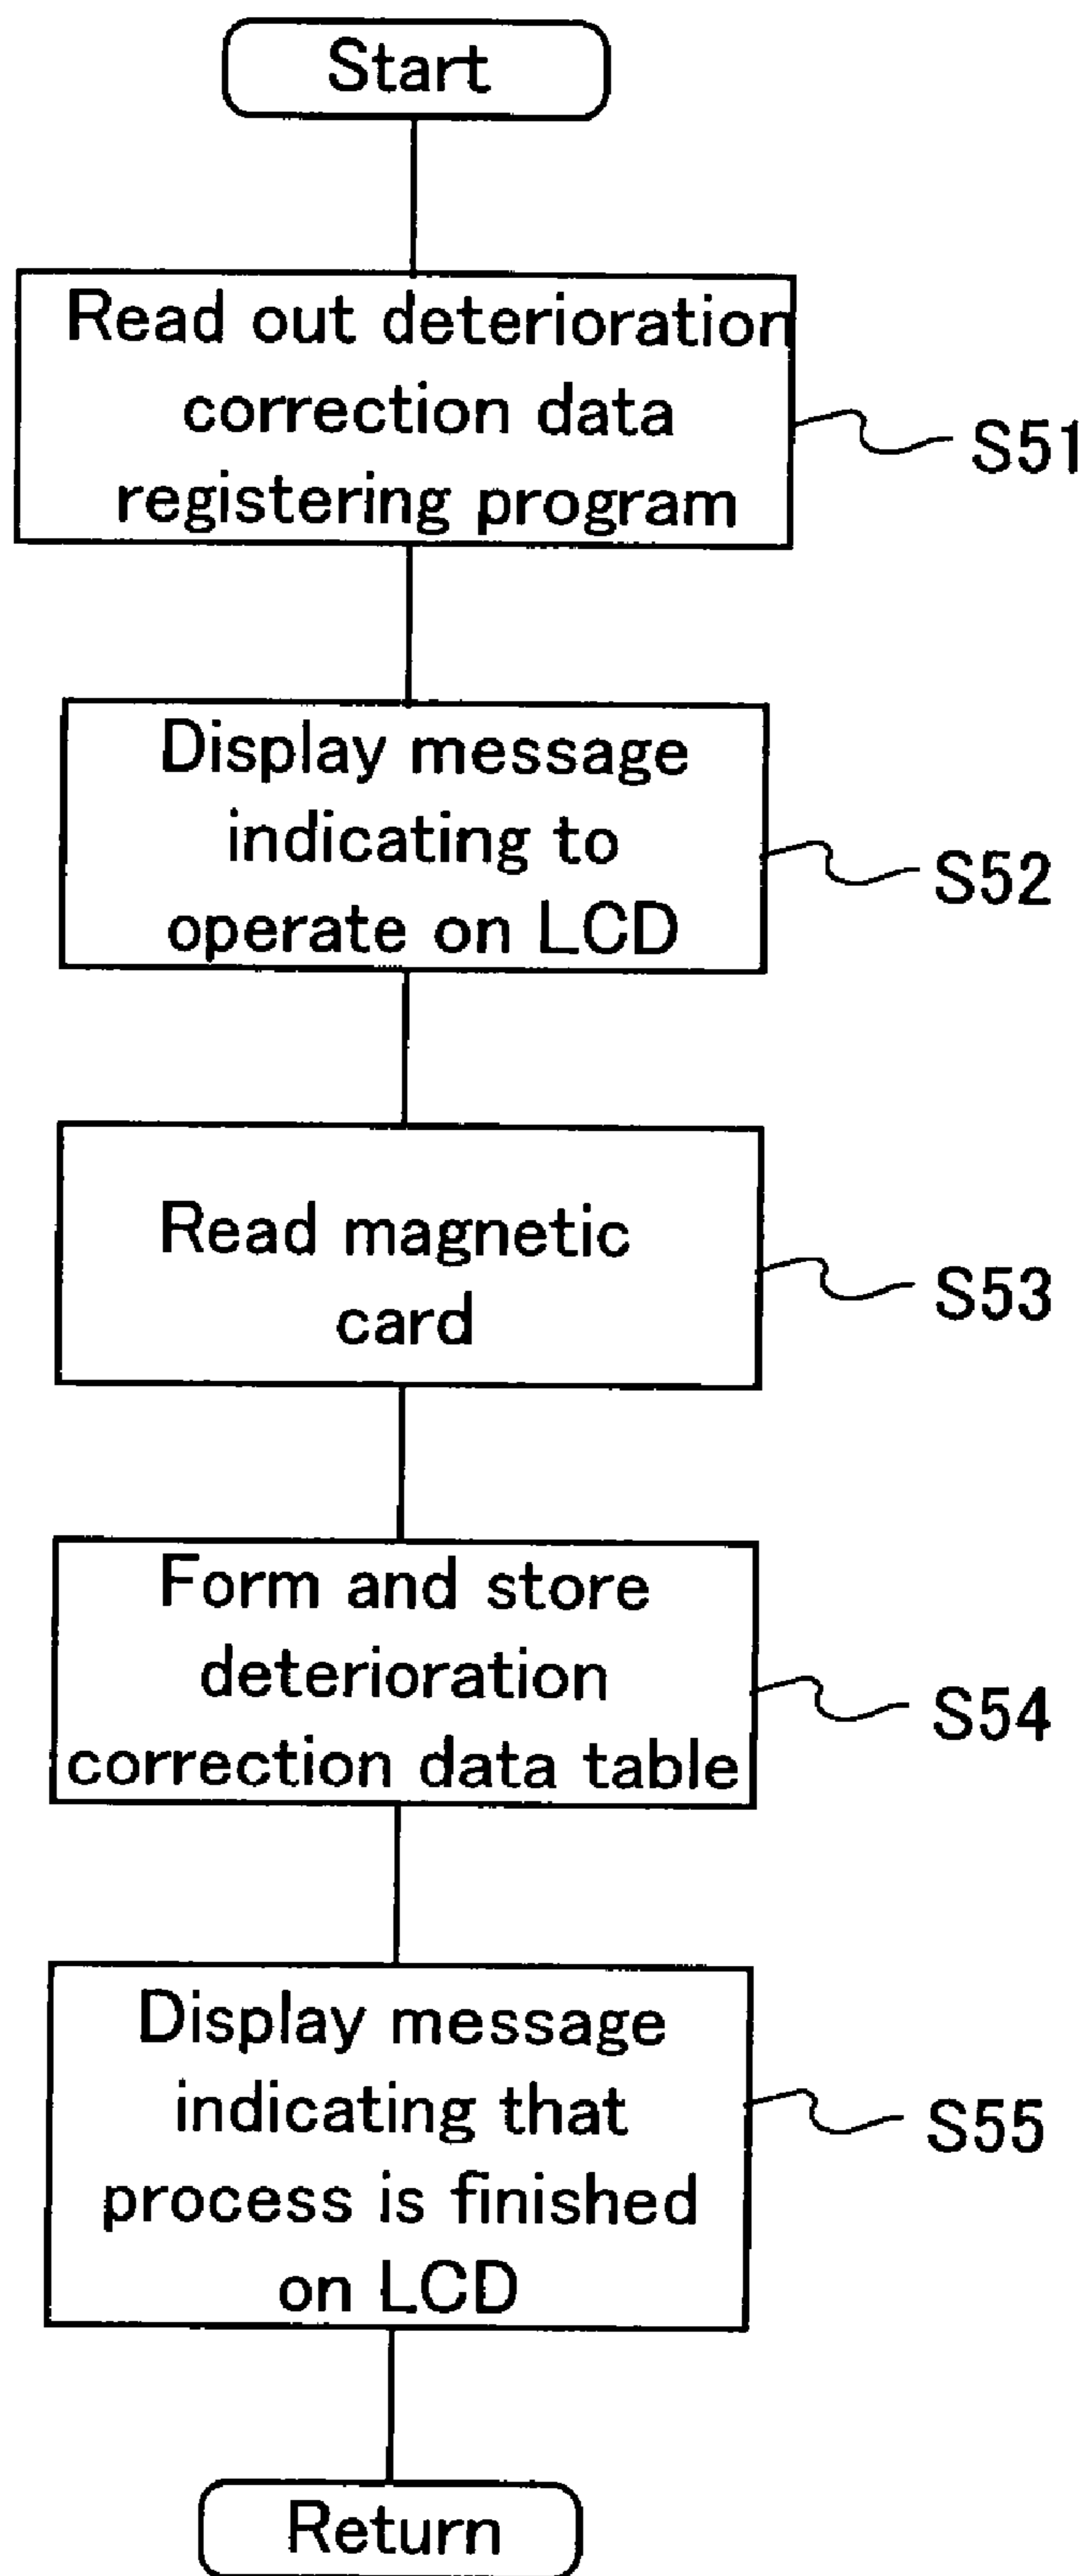 Start
Read out deterioration
correction data
registering program
S51
Display message
indicating to
operate on LCD
S52
Read magnetic
card
S53
Form and store
deterioration
correction data table
S54
Display message
indicating that
process is finished
on LCD
S55
Return